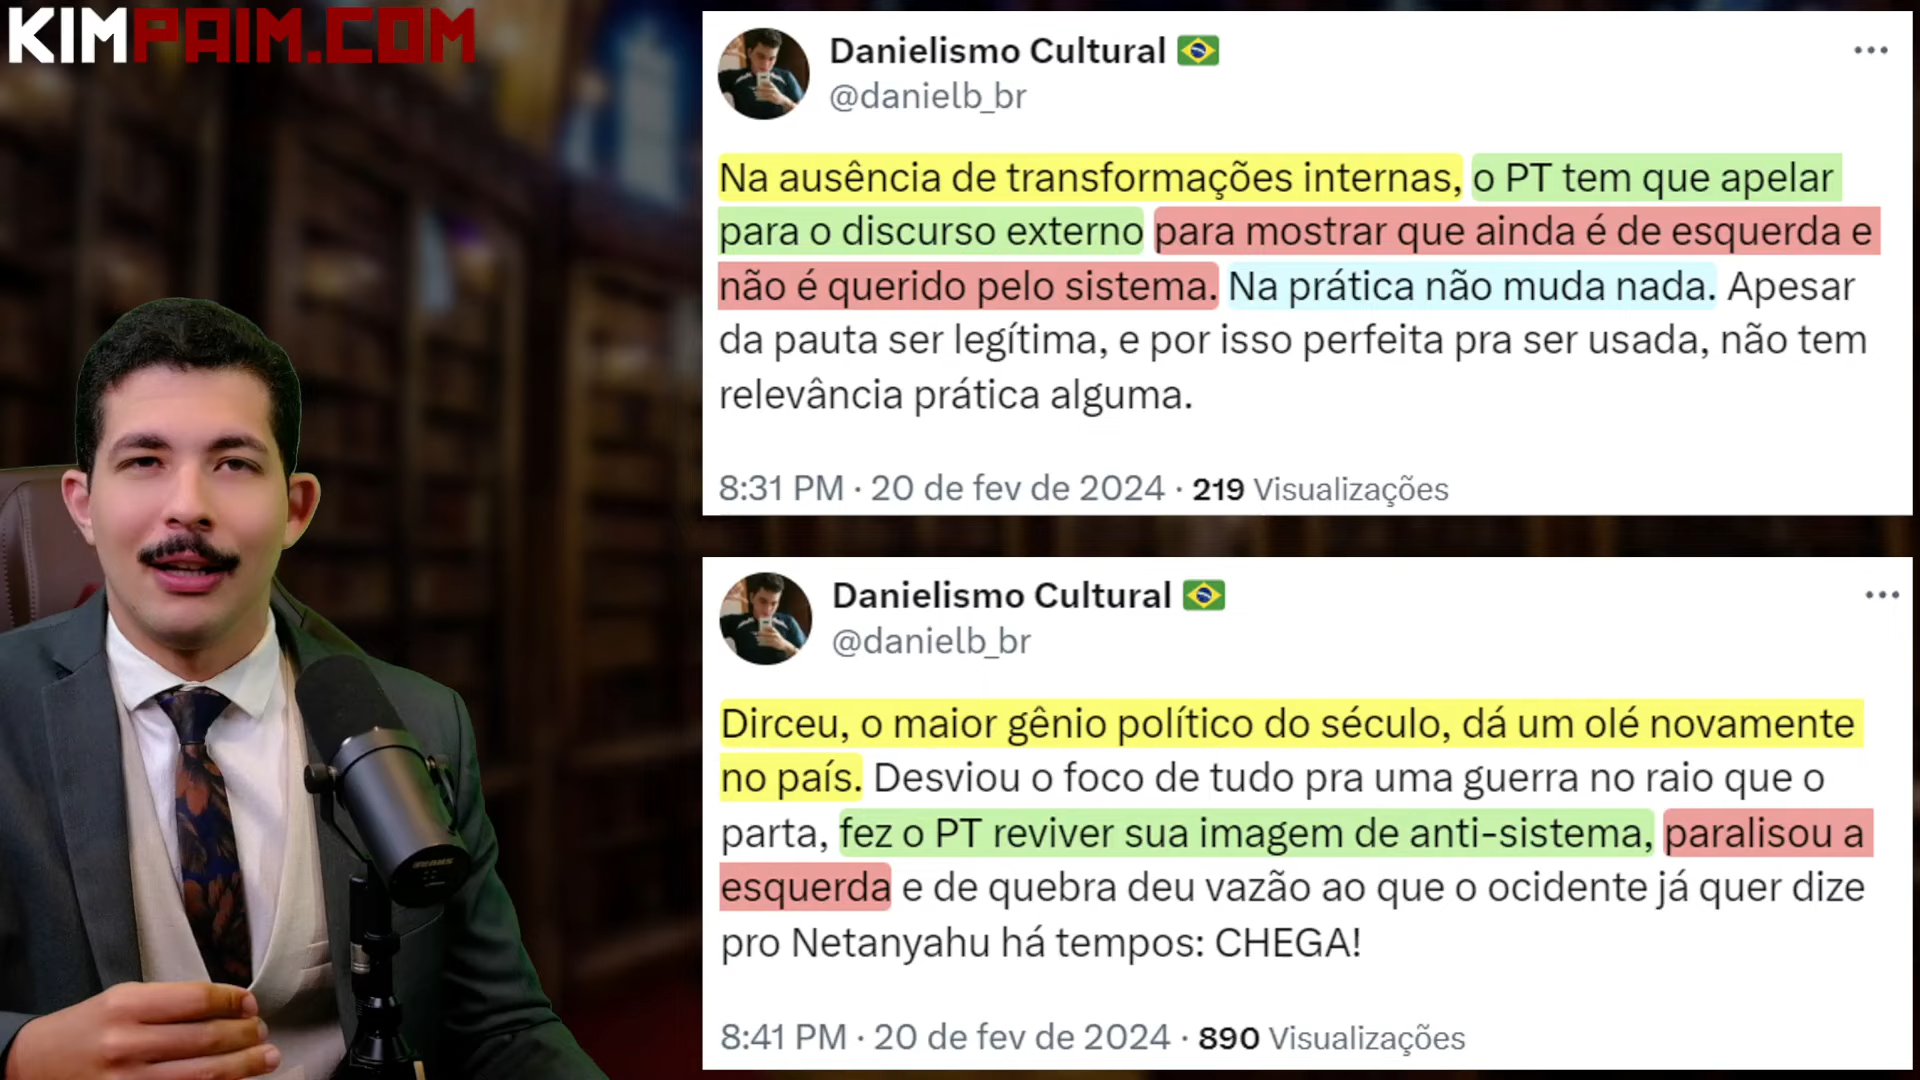 KIMPAIM.COM
Danielismo Cultural
@danielb_br
Na ausência de transformações internas, o PT tem que apelar
para o discurso externo para mostrar que ainda é de esquerda e
não é querido pelo sistema. Na prática não muda nada. Apesar
da pauta ser legítima, e por isso perfeita pra ser usada, não tem
relevância prática alguma.
8:31 PM · 20 de fev de 2024 · 219 Visualizações
Danielismo Cultural
@danielb_br
Dirceu, o maior gênio político do século, dá um olé novamente
no país. Desviou o foco de tudo pra uma guerra no raio que o
parta, fez o PT reviver sua imagem de anti-sistema, paralisou a
esquerda e de quebra deu vazão ao que o ocidente já quer dize
pro Netanyahu há tempos: CHEGA!
8:41 PM · 20 de fev de 2024 · 890 Visualizações